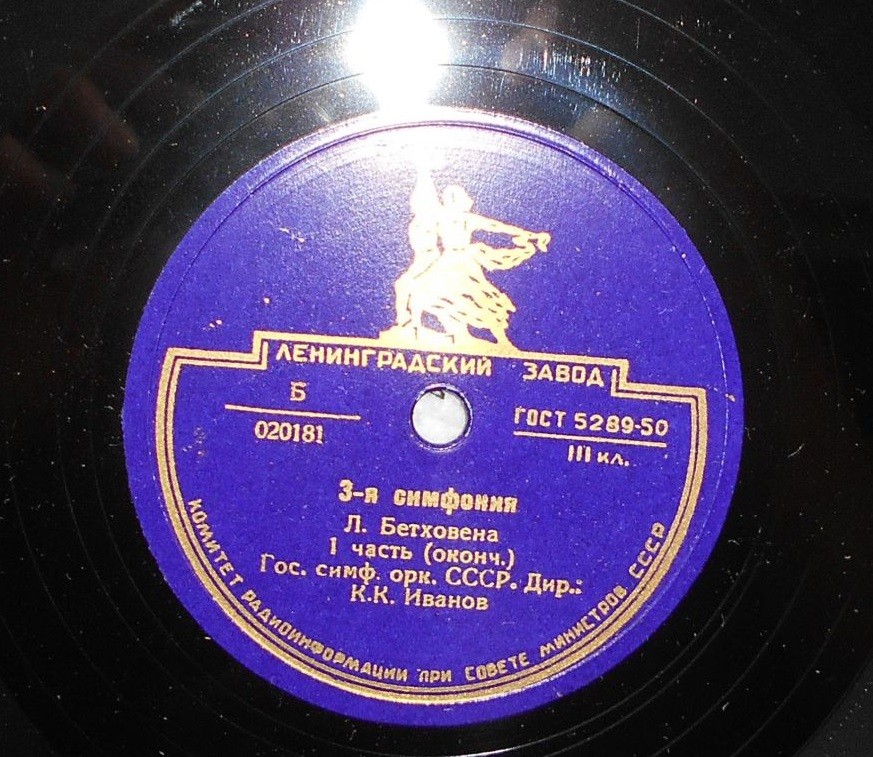 ЛЕНИНГРАДСКИЙ ЗАВОД
Б
020181
ГОСТ 5289-50
III кл.
3-я симфония
Л. Бетховена
1 часть (оконч.)
Гос. симф. орк. СССР. Дир.:
К.К. Иванов
КОМИТЕТ РАДИОИНФОРМАЦИИ ПРИ СОВЕТЕ МИНИСТРОВ СССР